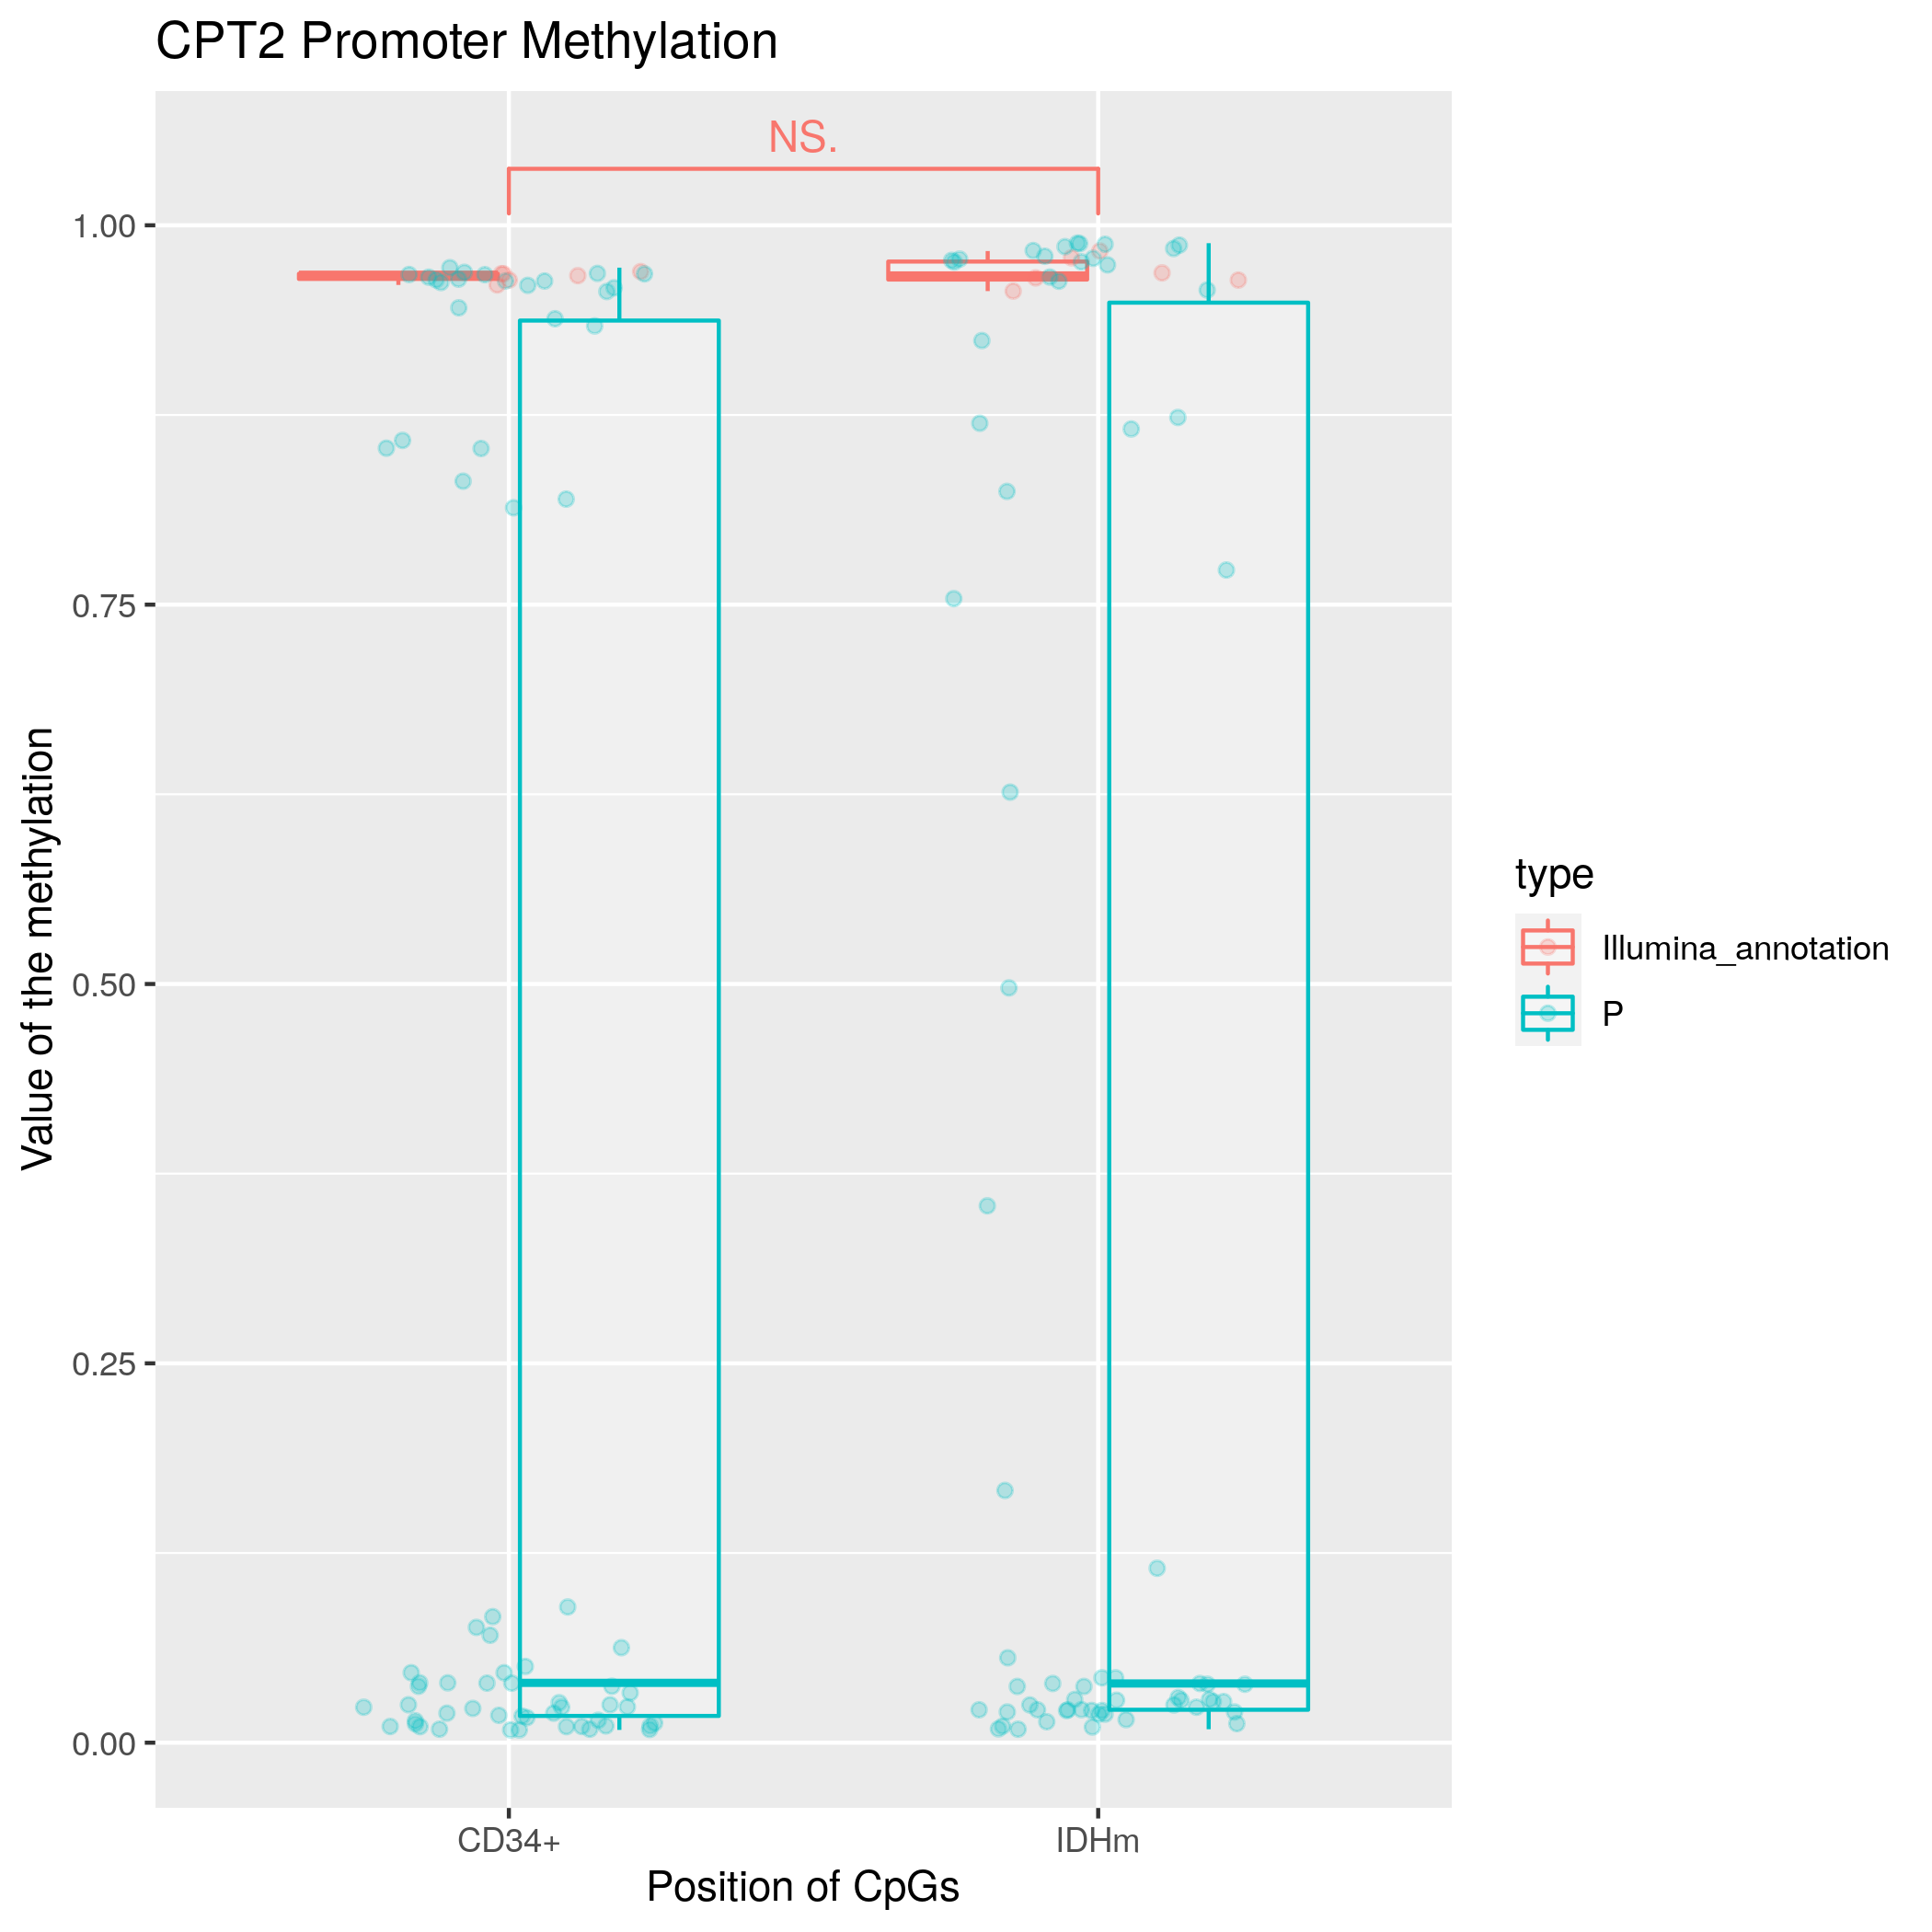 CPT2 Promoter Methylation
NS.
1.00
0.75
0.50
0.25
0.00
Value of the methylation
CD34+
IDHm
Position of CpGs
type
Illumina_annotation
P